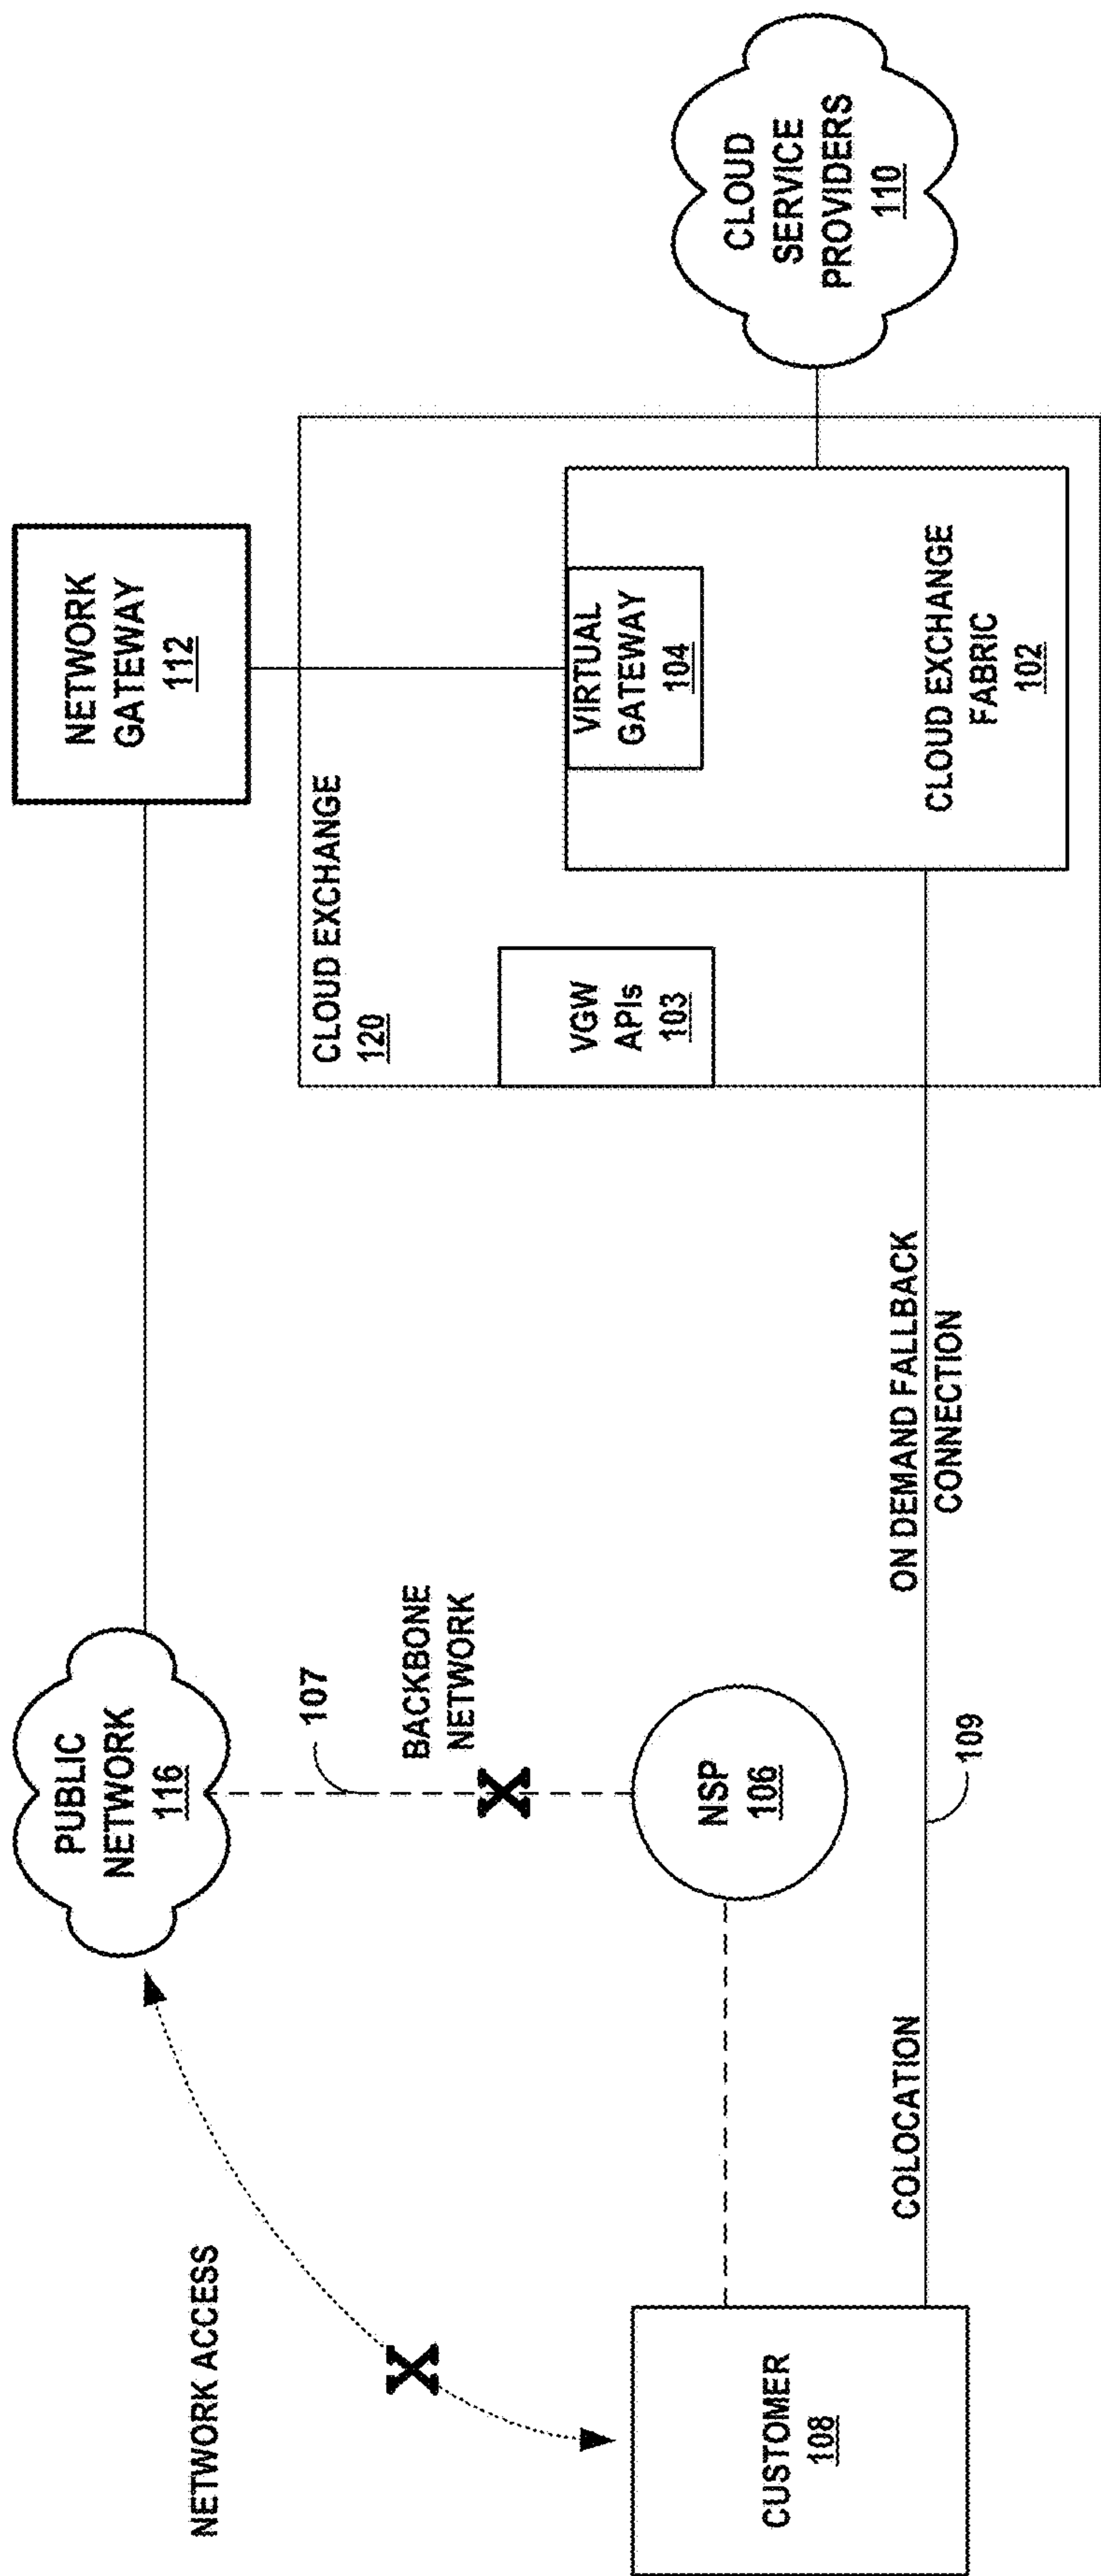 NETWORK ACCESS
PUBLIC
NETWORK
116
NETWORK
GATEWAY
112
107
BACKBONE
NETWORK
CLOUD EXCHANGE
120
VGW
APIs
103
VIRTUAL
GATEWAY
104
CLOUD EXCHANGE
FABRIC
102
CLOUD
SERVICE
PROVIDERS
110
NSP
106
CUSTOMER
108
COLOCATION
109
ON DEMAND FALLBACK
CONNECTION
X
X